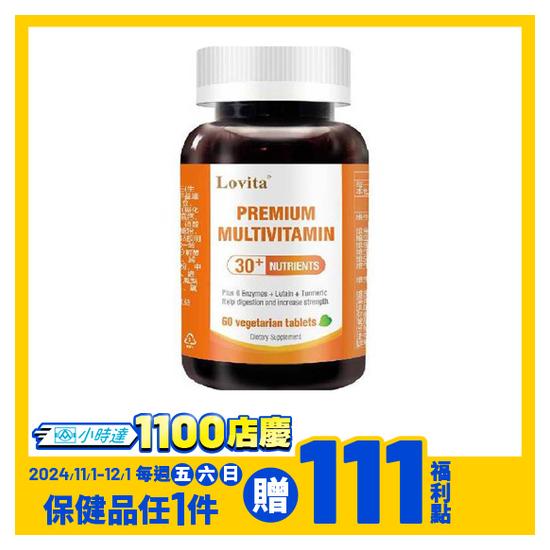 Lovita
PREMIUM
MULTIVITAMIN
30+ NUTRIENTS
Plus 6 Enzymes + Lutein + Turmeric
Help digestion and increase strength.
60 vegetarian tablets
Dietary Supplement
小時達 1100店慶
2024/11/1-12/1 每週五六日
保健品任1件 贈 111 福利點